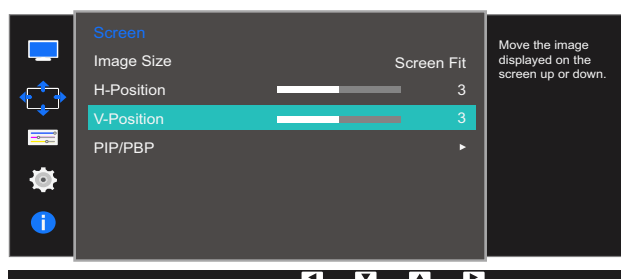 Screen
Image Size Screen Fit
H-Position 3
V-Position 3
PIP/PBP
Move the image
displayed on the
screen up or down.